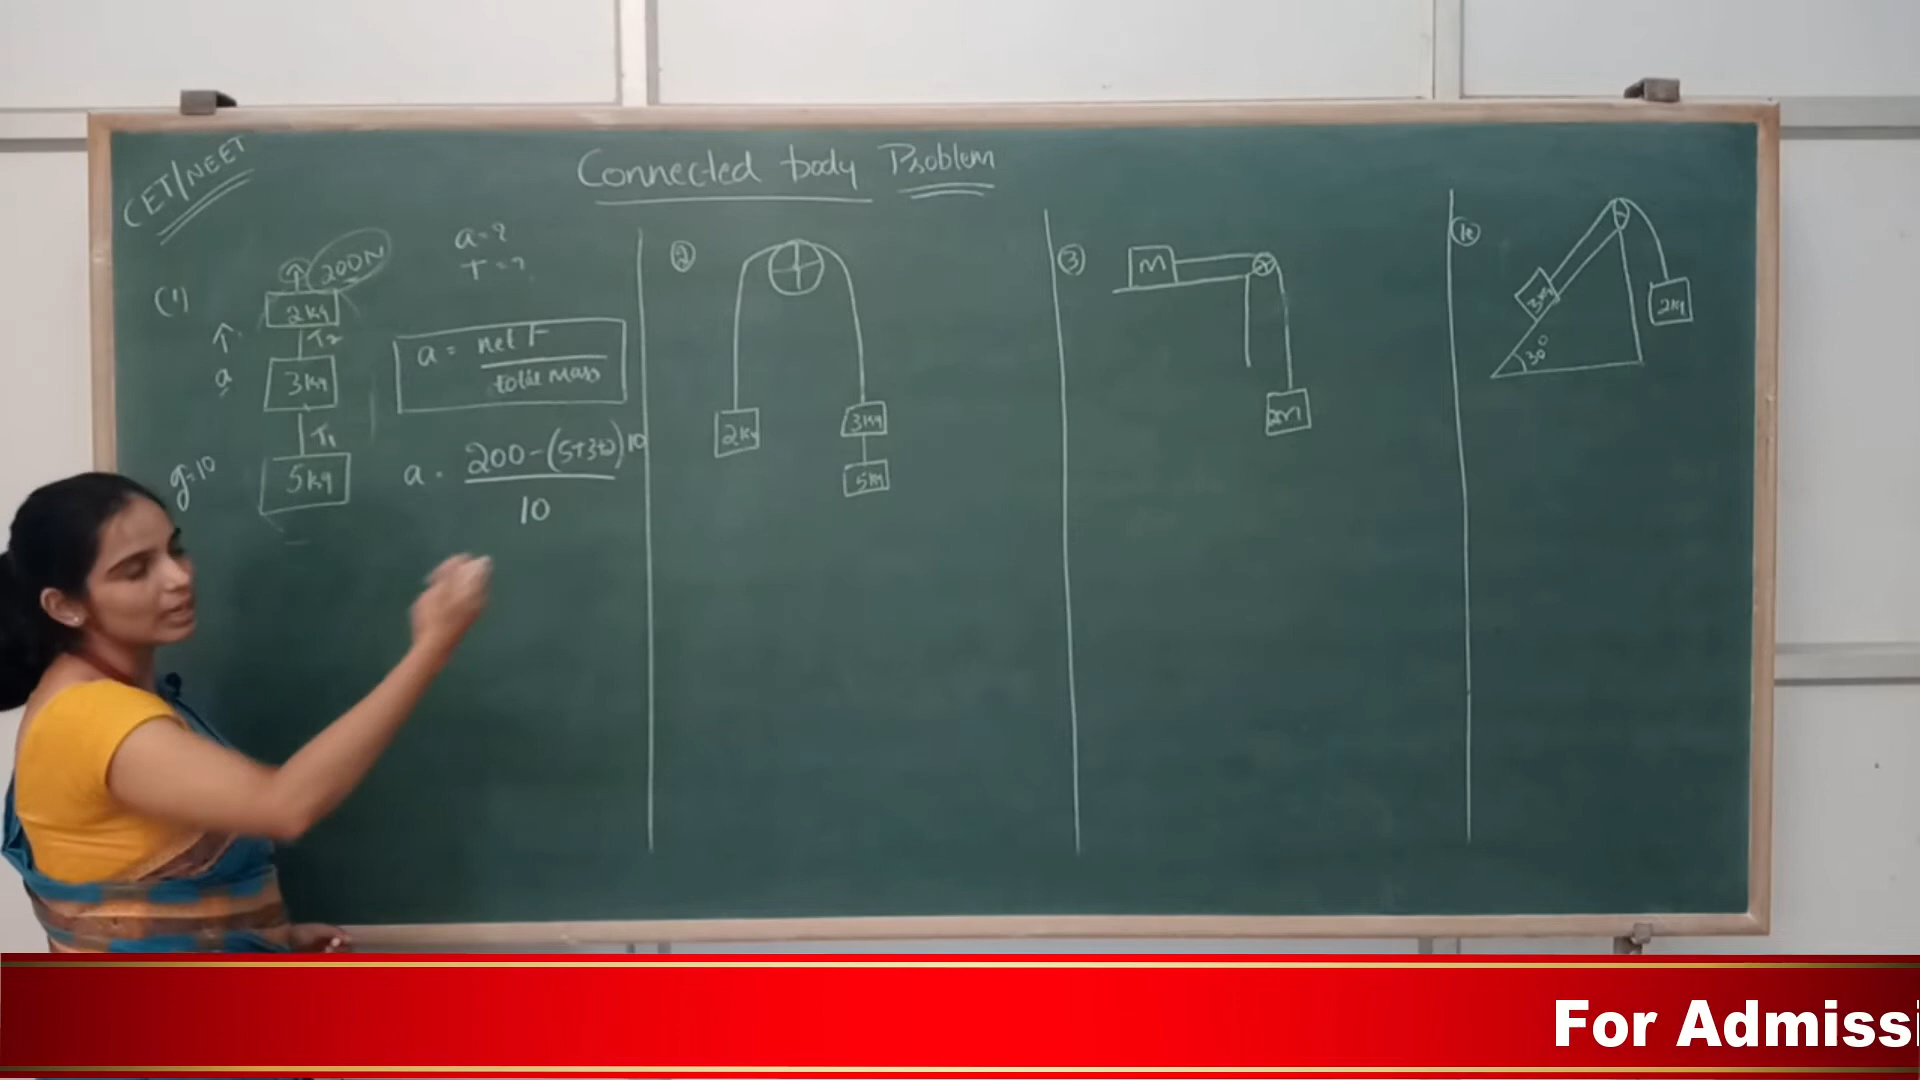 CET/NEET
Connected body Problem
(1)
200N
2kg
T2
3kg
T1
5kg
a
g=10
a=?
T=?
a = net F
total mass
a = 200-(5+3+2)10
10
2
2kg
3kg
5kg
3
m
2m
4
3kg
30°
2kg
For Admissi